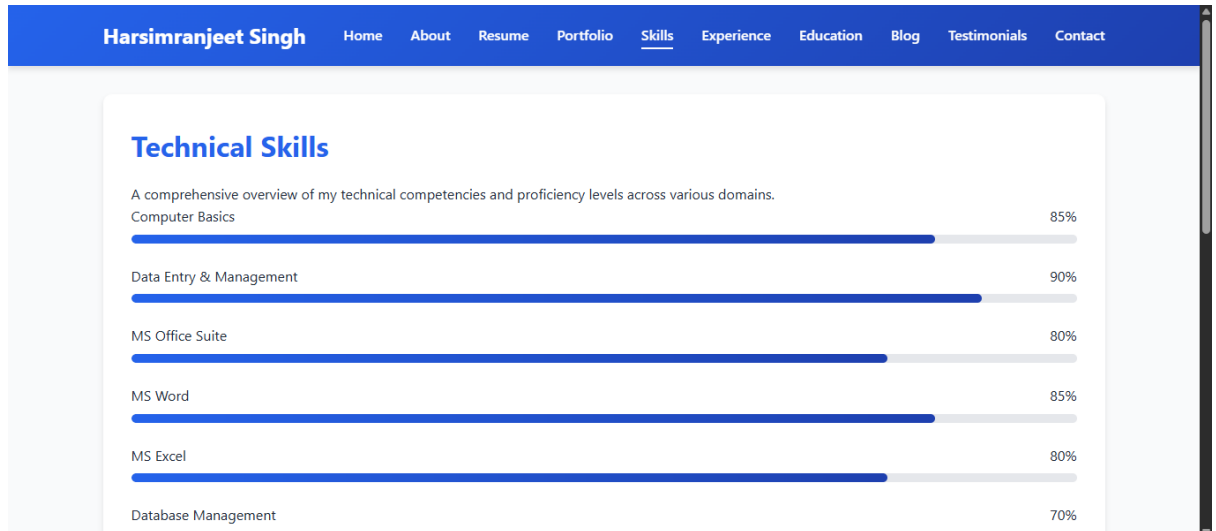 Harsimranjeet Singh Home About Resume Portfolio Skills Experience Education Blog Testimonials Contact
Technical Skills
A comprehensive overview of my technical competencies and proficiency levels across various domains.
Computer Basics 85%
Data Entry & Management 90%
MS Office Suite 80%
MS Word 85%
MS Excel 80%
Database Management 70%